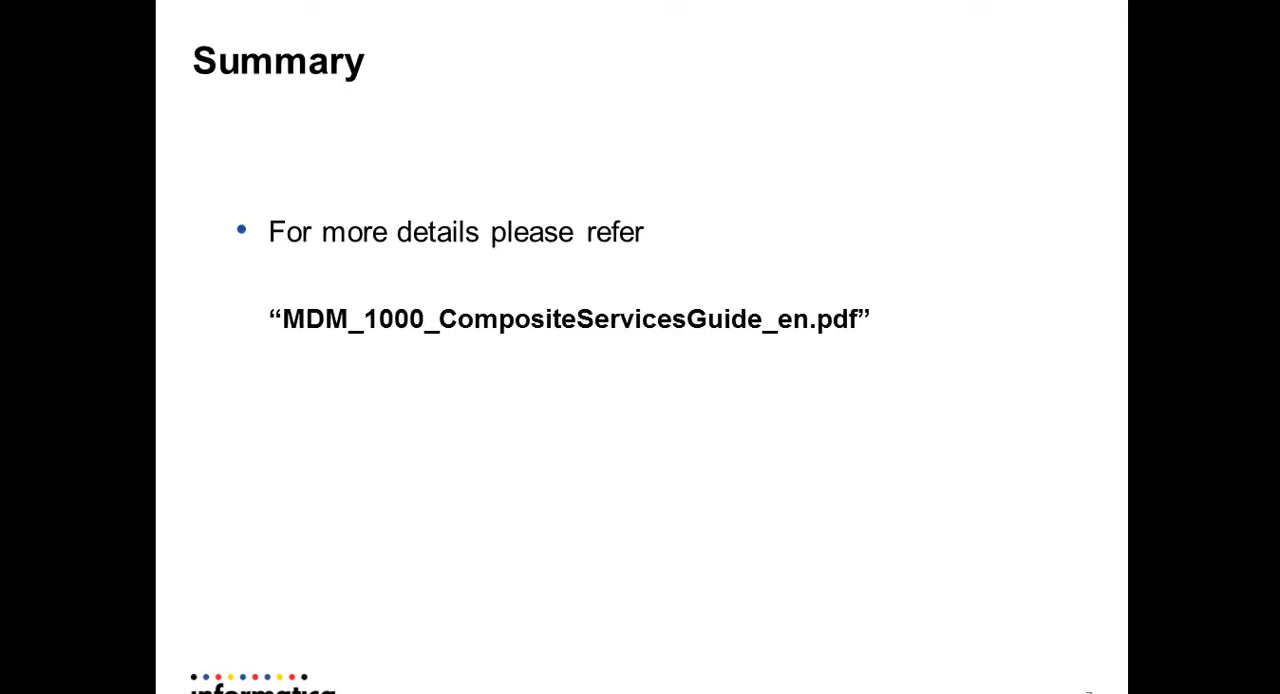 Summary
• For more details please refer
“MDM_1000_CompositeServicesGuide_en.pdf”
informatica